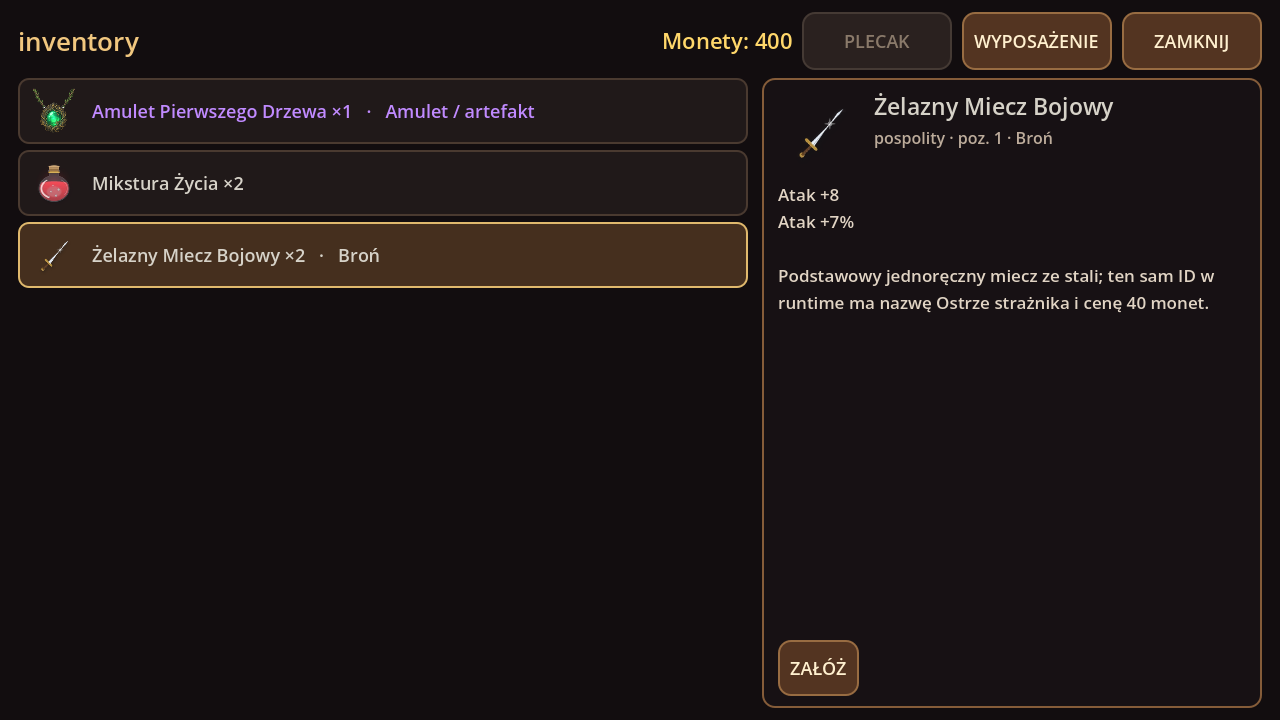 inventory
Monety: 400
PLECAK
WYPOSAŻENIE
ZAMKNIJ
Amulet Pierwszego Drzewa ×1 · Amulet / artefakt
Mikstura Życia ×2
Żelazny Miecz Bojowy ×2 · Broń
Żelazny Miecz Bojowy
pospolity · poz. 1 · Broń
Atak +8
Atak +7%
Podstawowy jednoręczny miecz ze stali; ten sam ID w
runtime ma nazwę Ostrze strażnika i cenę 40 monet.
ZAŁÓŻ